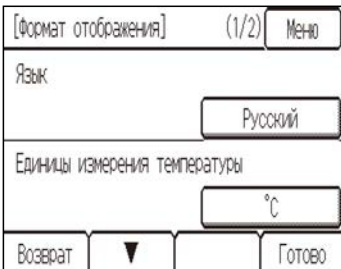 [Формат отображения] (1/2) Меню
Язык
Русский
Единицы измерения температуры
°C
Возврат ▼ Готово